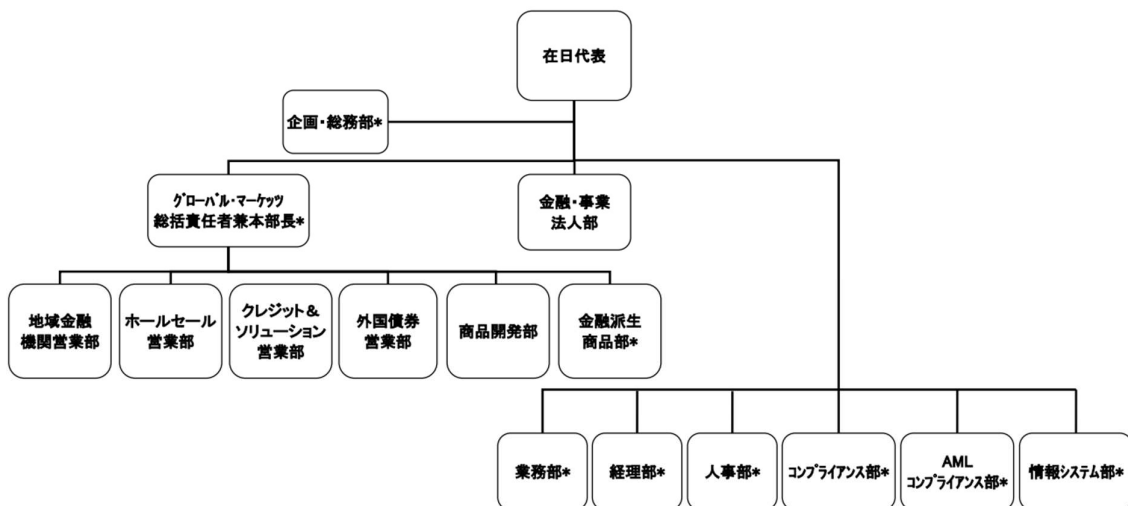 在日代表
企画・総務部*
グローバル・マーケッツ
総括責任者兼本部長*
金融・事業
法人部
地域金融
機関営業部
ホールセール
営業部
クレジット＆
ソリューション
営業部
外国債券
営業部
商品開発部
金融派生
商品部*
業務部*
経理部*
人事部*
コンプライアンス部*
AML
コンプライアンス部*
情報システム部*